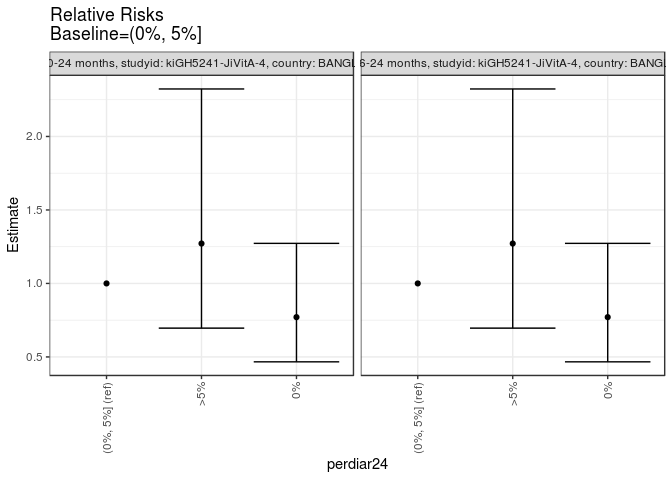 Relative Risks
Baseline=(0%, 5%]
0-24 months, studyid: kiGH5241-JiVitA-4, country: BANGL
6-24 months, studyid: kiGH5241-JiVitA-4, country: BANGL
Estimate
2.0
1.5
1.0
0.5
(0%, 5%] (ref)
>5%
0%
(0%, 5%] (ref)
>5%
0%
perdiar24